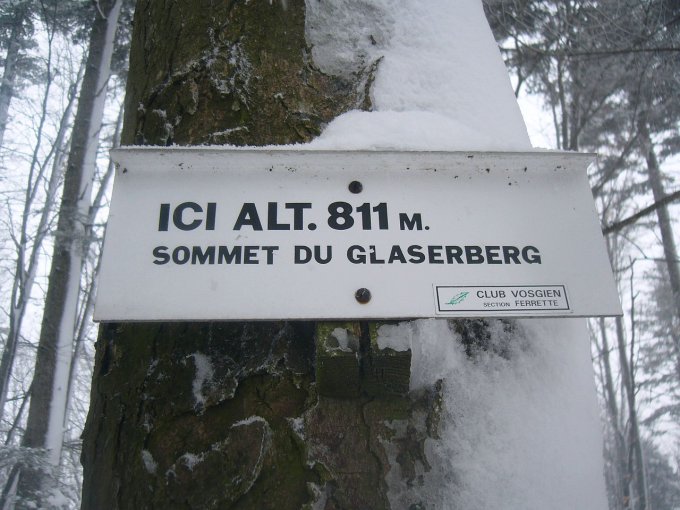 ICI ALT. 811 M.
SOMMET DU GLASERBERG
CLUB VOSGIEN
SECTION FERRETTE